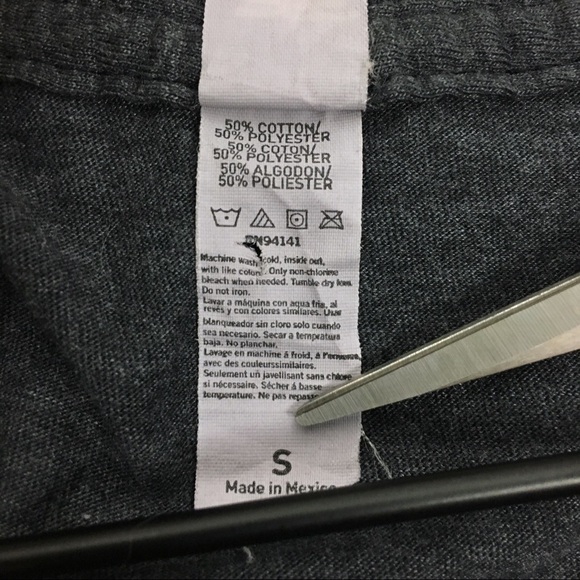 50% COTTON/
50% POLYESTER
50% COTON/
50% POLYESTER
50% ALGODON/
50% POLIESTER
RN94141
Machine wash cold, inside out,
with like colors. Only non-chlorine
bleach when needed. Tumble dry low.
Do not iron.
Lavar a máquina con agua fria, al
revés y con colores similares. Usar
blanqueador sin cloro solo cuando
sea necesario. Secar a tempratura
baja. No planchar.
Lavage en machine á froid, á l'envers,
avec des couleurssimilaires.
Seulement un javellisant sans chlore
si nécessaire. Sécher á basse
temperature. Ne pas
S
Made in Mexico